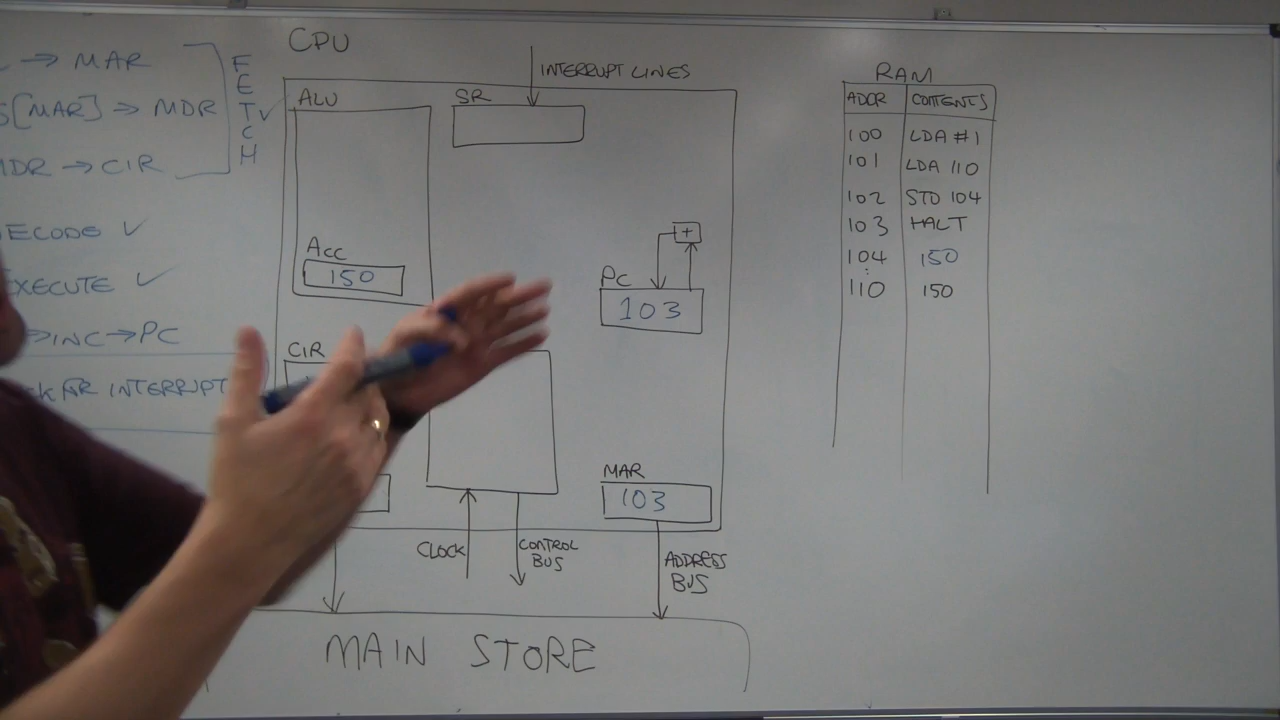 → MAR
[MAR] → MDR
→ CIR
FETCH
✓
ECODE ✓
XECUTE ✓
→INC→PC
INTERRUPT
CPU
INTERRUPT LINES
ALU
SR
Acc
150
+
PC
103
CIR
MAR
103
CLOCK
CONTROL
BUS
ADDRESS
BUS
MAIN STORE
RAM
ADDR CONTENTS
100 LDA #1
101 LDA 110
102 STO 104
103 HALT
104 150
:
110 150